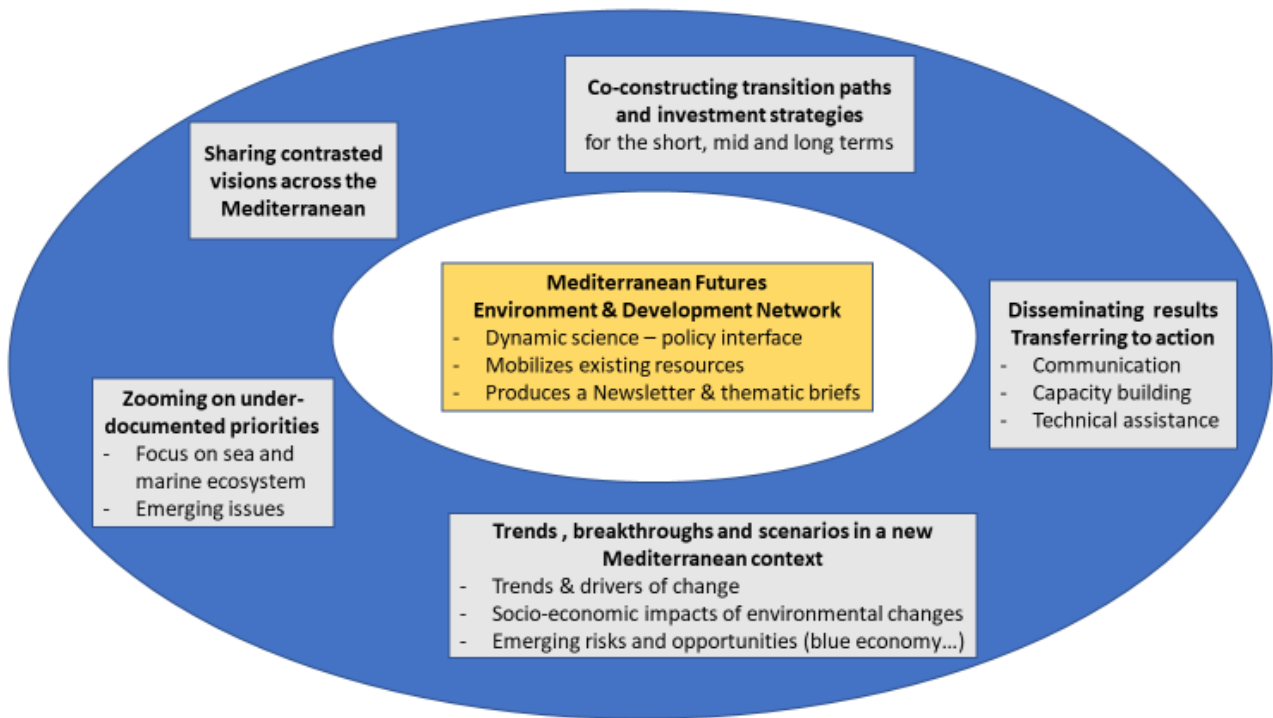 Co-constructing transition paths
and investment strategies
for the short, mid and long terms
Sharing contrasted
visions across the
Mediterranean
Mediterranean Futures
Environment & Development Network
- Dynamic science – policy interface
- Mobilizes existing resources
- Produces a Newsletter & thematic briefs
Disseminating results
Transferring to action
- Communication
- Capacity building
- Technical assistance
Zooming on under-
documented priorities
- Focus on sea and
marine ecosystem
- Emerging issues
Trends , breakthroughs and scenarios in a new
Mediterranean context
- Trends & drivers of change
- Socio-economic impacts of environmental changes
- Emerging risks and opportunities (blue economy...)